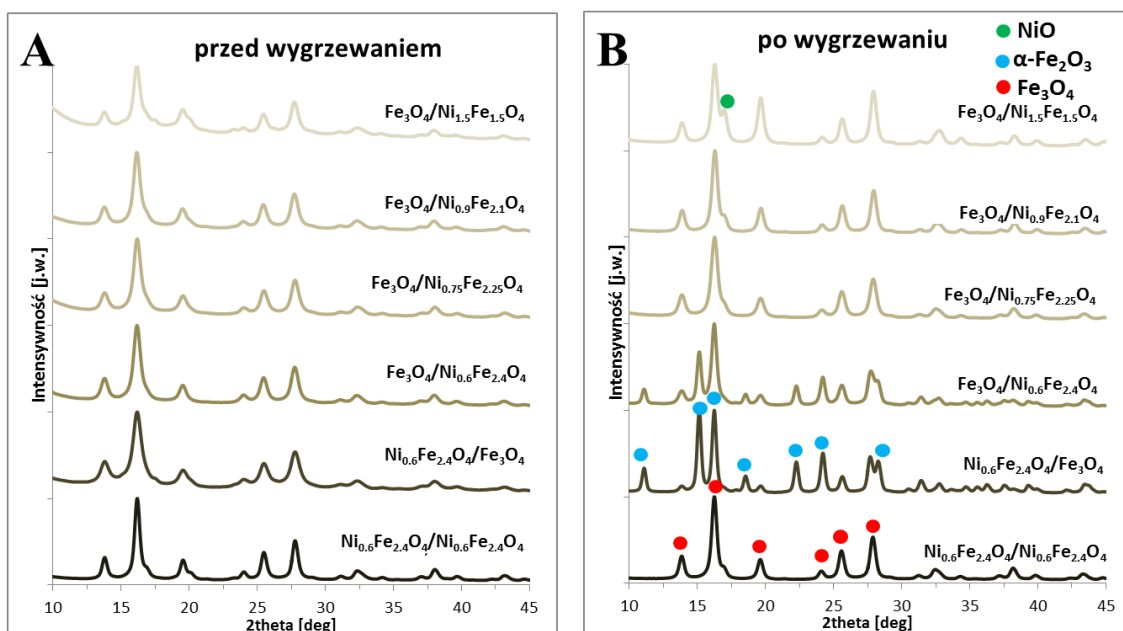 A
przed wygrzewaniem
Fe₃O₄/Ni₁.₅Fe₁.₅O₄
Fe₃O₄/Ni₀.₉Fe₂.₁O₄
Fe₃O₄/Ni₀.₇₅Fe₂.₂₅O₄
Fe₃O₄/Ni₀.₆Fe₂.₄O₄
Ni₀.₆Fe₂.₄O₄/Fe₃O₄
Ni₀.₆Fe₂.₄O₄/Ni₀.₆Fe₂.₄O₄
Intensywność [j.w.]
10 15 20 25 30 35 40 45
2theta [deg]
B
po wygrzewaniu
NiO
α-Fe₂O₃
Fe₃O₄
Fe₃O₄/Ni₁.₅Fe₁.₅O₄
Fe₃O₄/Ni₀.₉Fe₂.₁O₄
Fe₃O₄/Ni₀.₇₅Fe₂.₂₅O₄
Fe₃O₄/Ni₀.₆Fe₂.₄O₄
Ni₀.₆Fe₂.₄O₄/Fe₃O₄
Ni₀.₆Fe₂.₄O₄/Ni₀.₆Fe₂.₄O₄
Intensywność [j.w.]
10 15 20 25 30 35 40 45
2theta [deg]